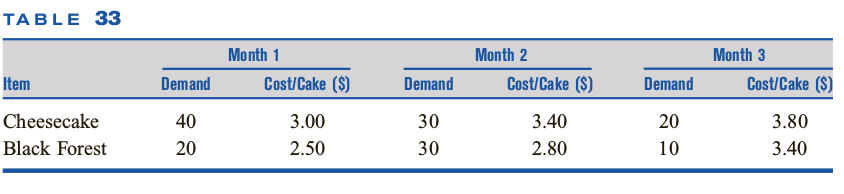 TABLE 33
Month 1 Month 2 Month 3
Item Demand Cost/Cake ($) Demand Cost/Cake ($) Demand Cost/Cake ($)
Cheesecake 40 3.00 30 3.40 20 3.80
Black Forest 20 2.50 30 2.80 10 3.40